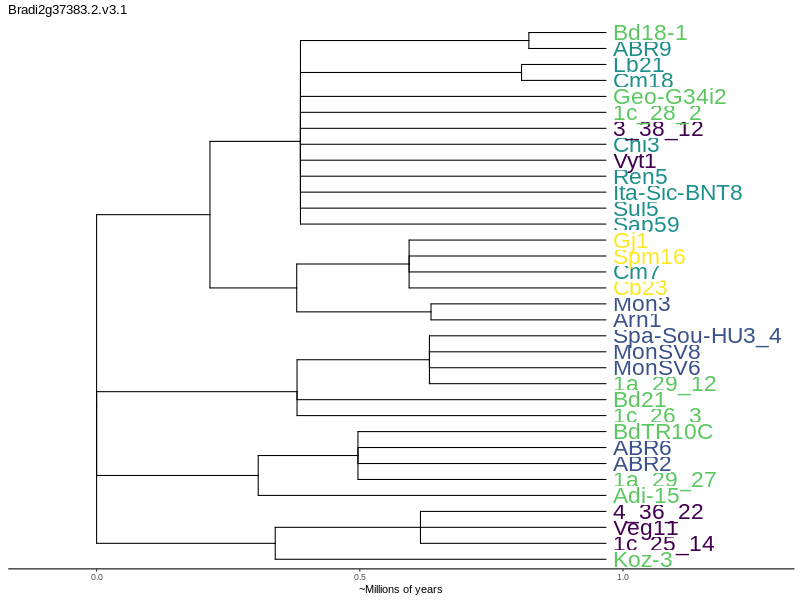 Bradi2g37383.2.v3.1
Bd18-1
ABR9
Lb21
Cm18
Geo-G34i2
1c_28_2
3_38_12
Chi3
Vyt1
Ren5
Ita-Sic-BNT8
Sul5
Sap59
Gj1
Spm16
Cm7
Cb23
Mon3
Arn1
Spa-Sou-HU3_4
MonSV8
MonSV6
1a_29_12
Bd21
1c_26_3
BdTR10C
ABR6
ABR2
1a_29_27
Adi-15
4_36_22
Veg11
1c_25_14
Koz-3
0.0 0.5 1.0
~Millions of years